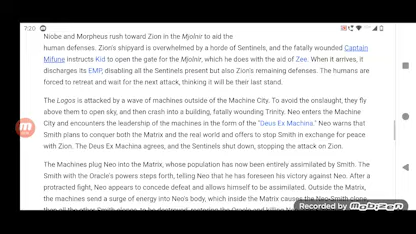 7:20
Niobe and Morpheus rush toward Zion in the Mjolnir to aid the
human defenses. Zion's shipyard is overwhelmed by a horde of Sentinels, and the fatally wounded Captain
Mifune instructs Kid to open the gate for the Mjolnir, which he does with the aid of Zee. When it arrives, it
discharges its EMP, disabling all the Sentinels present but also Zion's remaining defenses. The humans are
forced to retreat and wait for the next attack, thinking it will be their last stand.
The Logos is attacked by a wave of machines outside of the Machine City. To avoid the onslaught, they fly
above them to open sky, and then crash into a building, fatally wounding Trinity. Neo enters the Machine
City and encounters the leadership of the machines in the form of the "Deus Ex Machina." Neo warns that
Smith plans to conquer both the Matrix and the real world and offers to stop Smith in exchange for peace
with Zion. The Deus Ex Machina agrees, and the Sentinels shut down, stopping the attack on Zion.
The Machines plug Neo into the Matrix, whose population has now been entirely assimilated by Smith. The
Smith with the Oracle's powers steps forth, telling Neo that he has foreseen his victory against Neo. After a
protracted fight, Neo appears to concede defeat and allows himself to be assimilated. Outside the Matrix,
the machines send a surge of energy into Neo's body, which inside the Matrix causes the Neo-Smith clone,
Recorded by mobizen